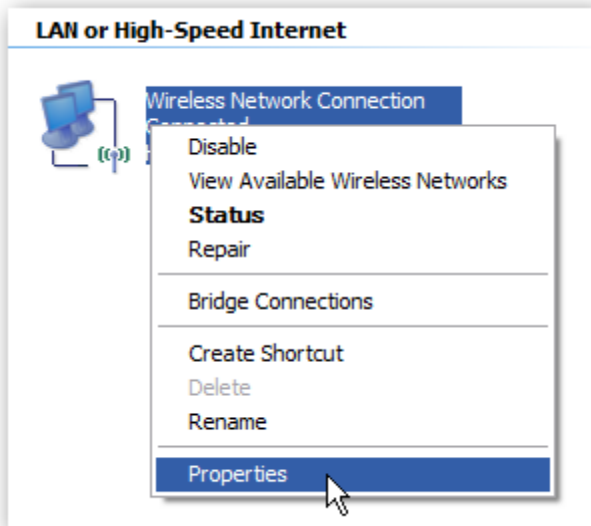 LAN or High-Speed Internet
Wireless Network Connection
Connected
Disable
View Available Wireless Networks
Status
Repair
Bridge Connections
Create Shortcut
Delete
Rename
Properties